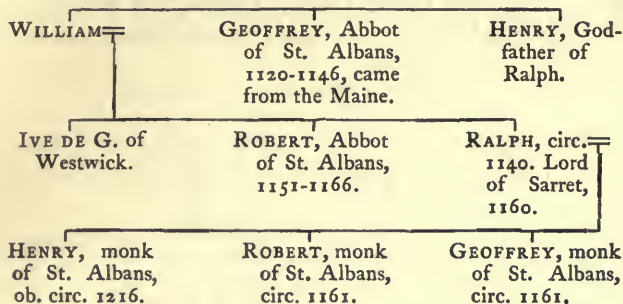 WILLIAM
GEOFFREY, Abbot
of St. Albans,
1120-1146, came
from the Maine.
HENRY, God-
father of
Ralph.
IVE DE G. of
Westwick.
ROBERT, Abbot
of St. Albans,
1151-1166.
RALPH, circ.
1140. Lord
of Sarret,
1160.
HENRY, monk
of St. Albans,
ob. circ. 1216.
ROBERT, monk
of St. Albans,
circ. 1161.
GEOFFREY, monk
of St. Albans,
circ. 1161.